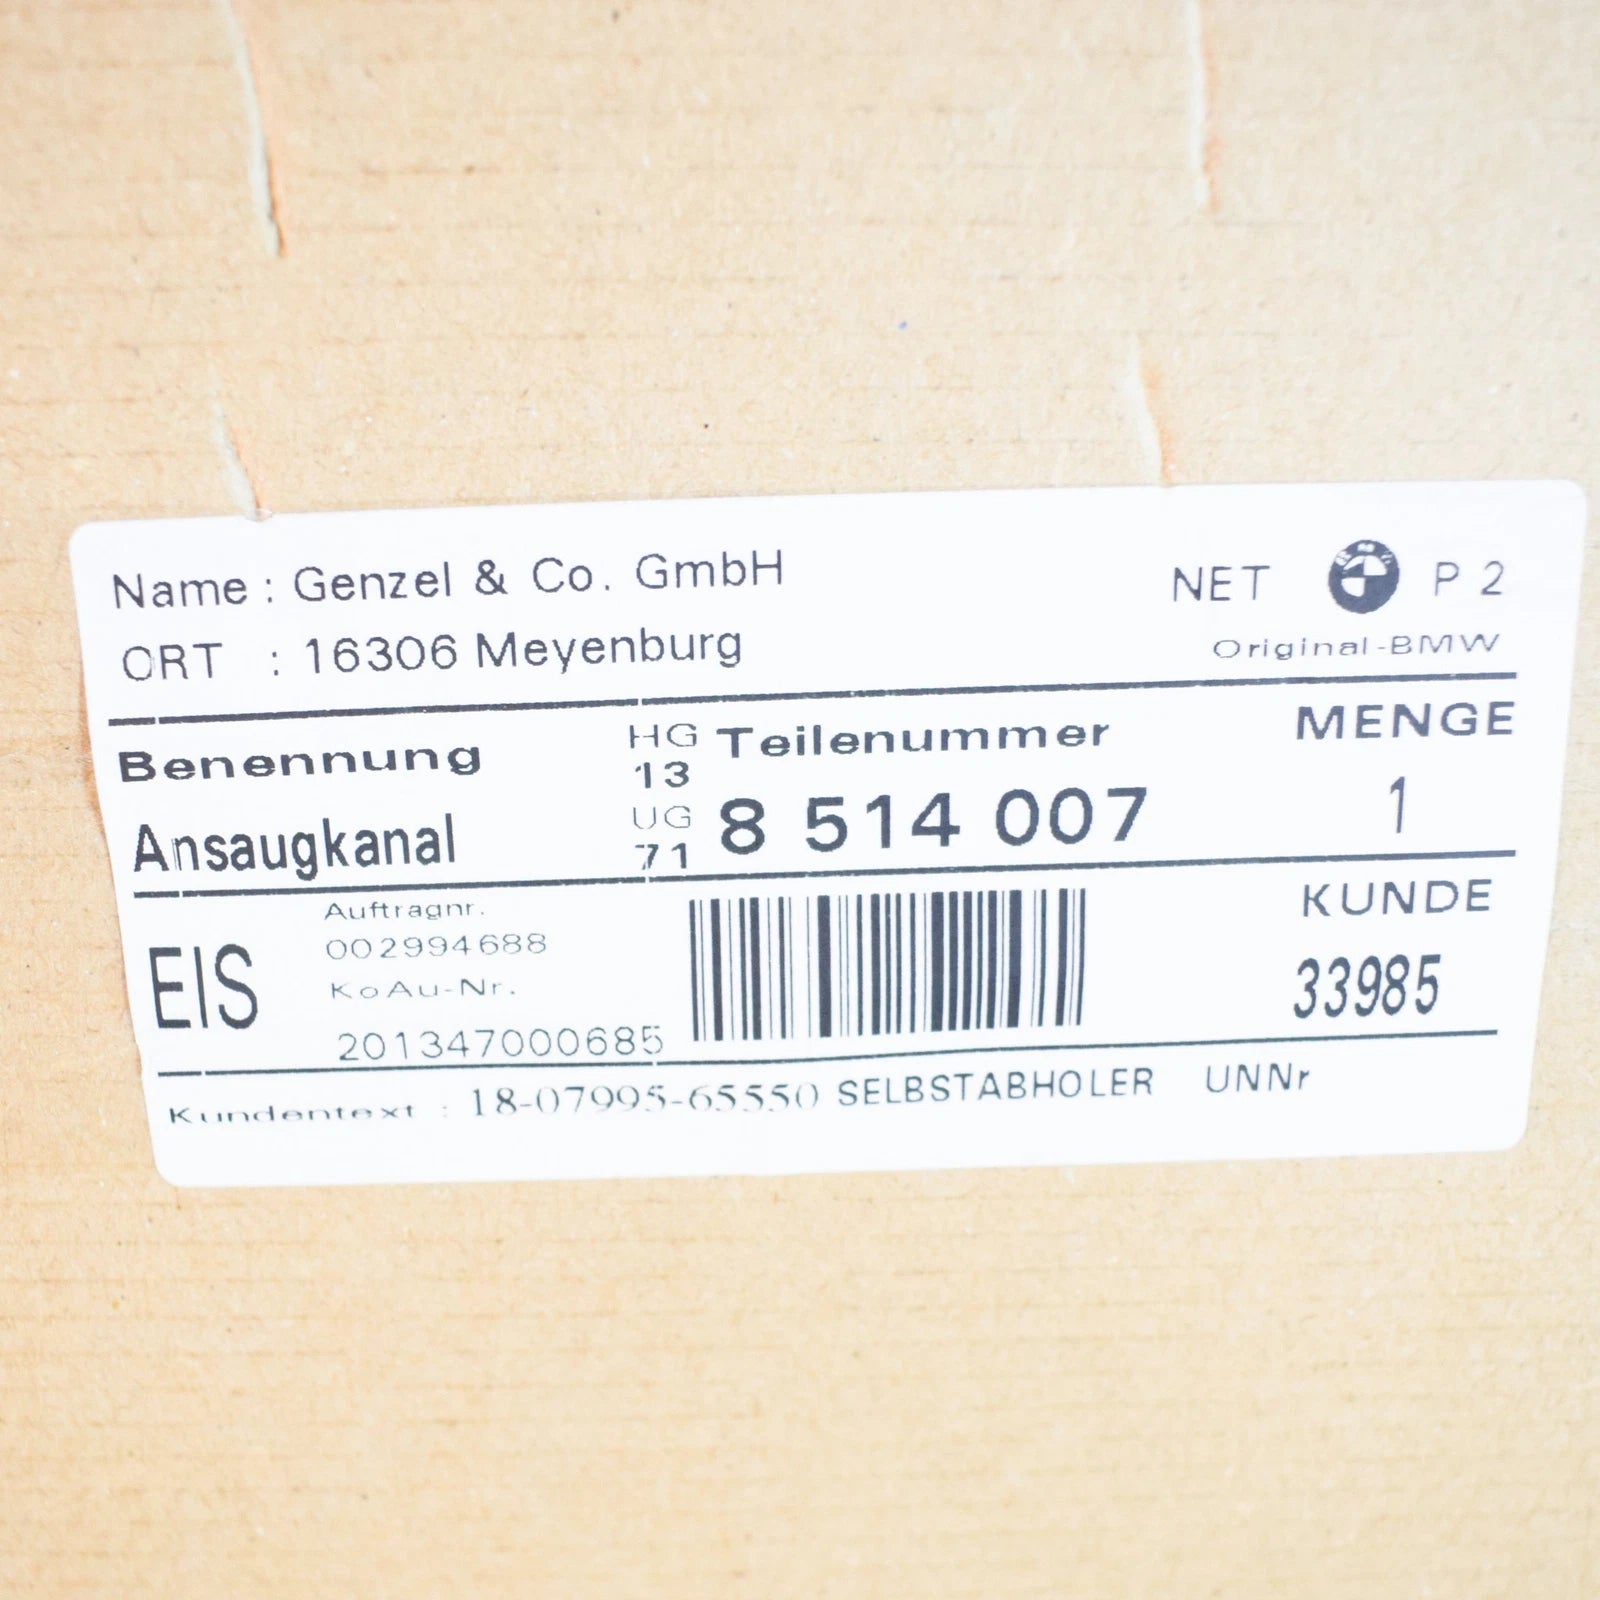 Name : Genzel & Co. GmbH
ORT : 16306 Meyenburg
NET BMW P 2
Original-BMW
Benennung HG 13 Teilenummer MENGE
Ansaugkanal UG 71 8 514 007 1
EIS Auftragnr. KUNDE
002994688
KoAu-Nr. 33985
201347000685
Kundentext : 18-07995-65550 SELBSTABHOLER UNNr